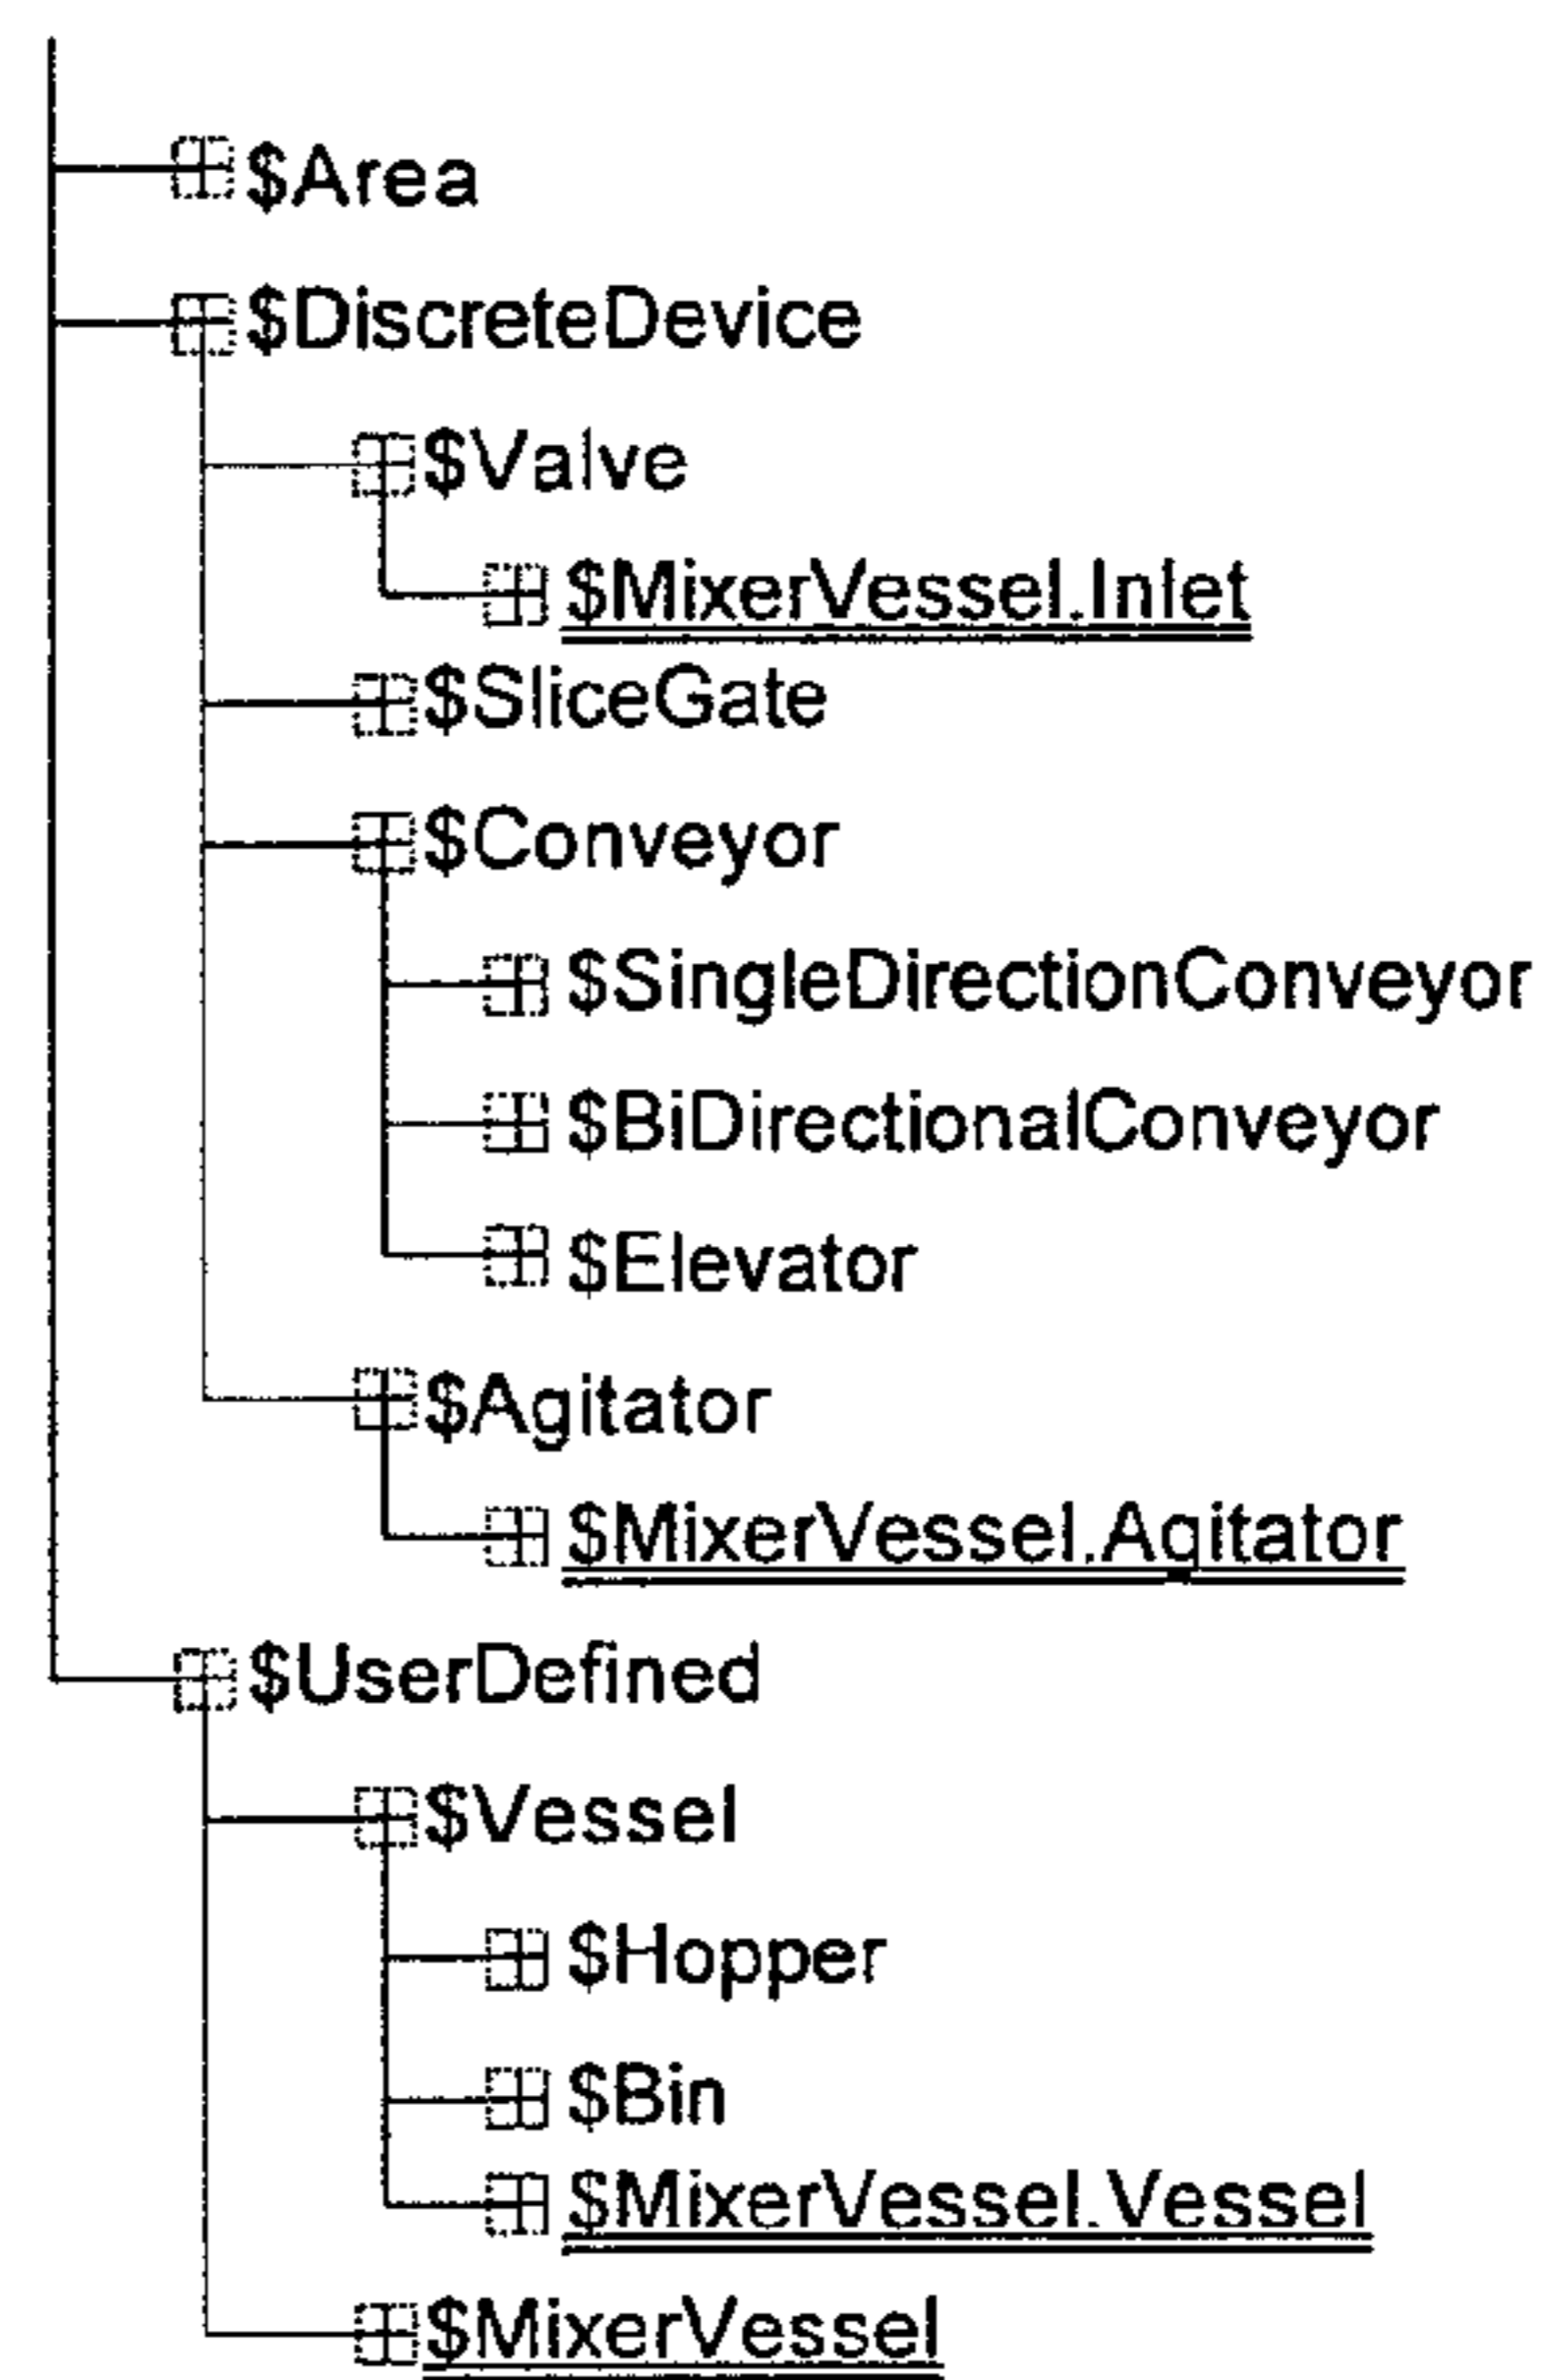 $Area
$DiscreteDevice
$Valve
$MixerVessel.Inlet
$SliceGate
$Conveyor
$SingleDirectionConveyor
$BiDirectionalConveyor
$Elevator
$Agitator
$MixerVessel.Agitator
$UserDefined
$Vessel
$Hopper
$Bin
$MixerVessel.Vessel
$MixerVessel